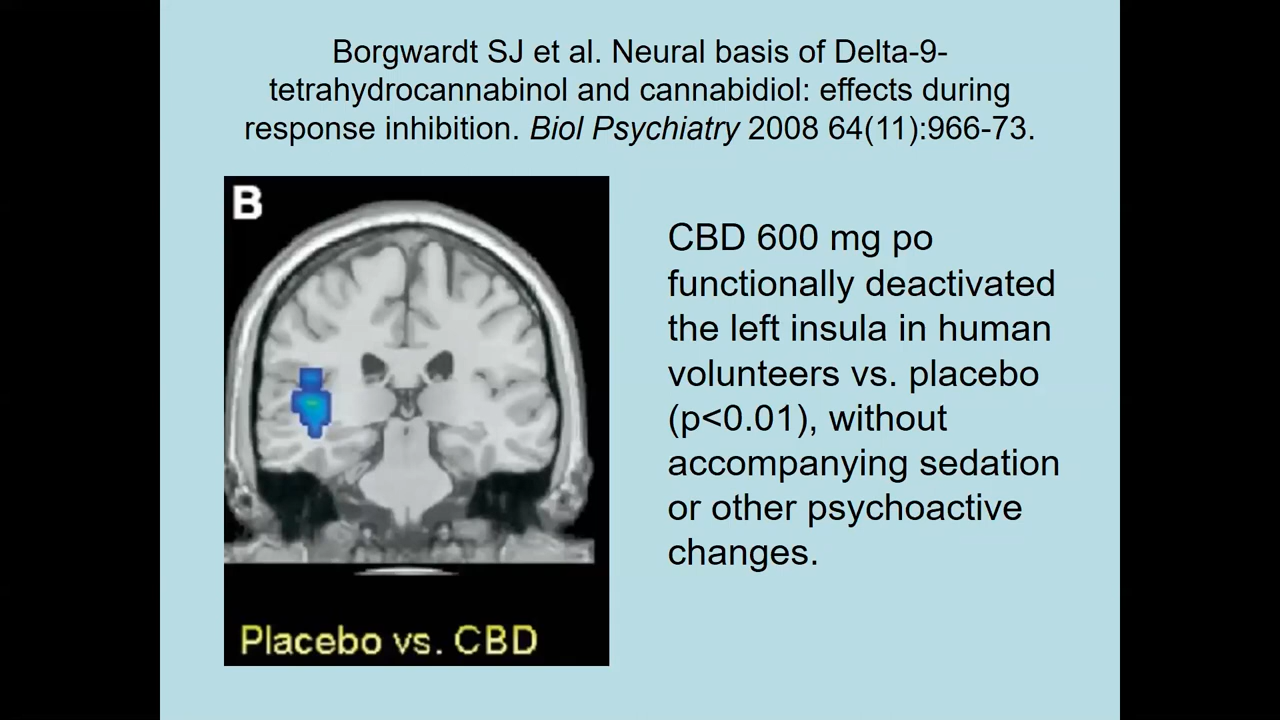 Borgwardt SJ et al. Neural basis of Delta-9-
tetrahydrocannabinol and cannabidiol: effects during
response inhibition. Biol Psychiatry 2008 64(11):966-73.
B
Placebo vs. CBD
CBD 600 mg po
functionally deactivated
the left insula in human
volunteers vs. placebo
(p<0.01), without
accompanying sedation
or other psychoactive
changes.